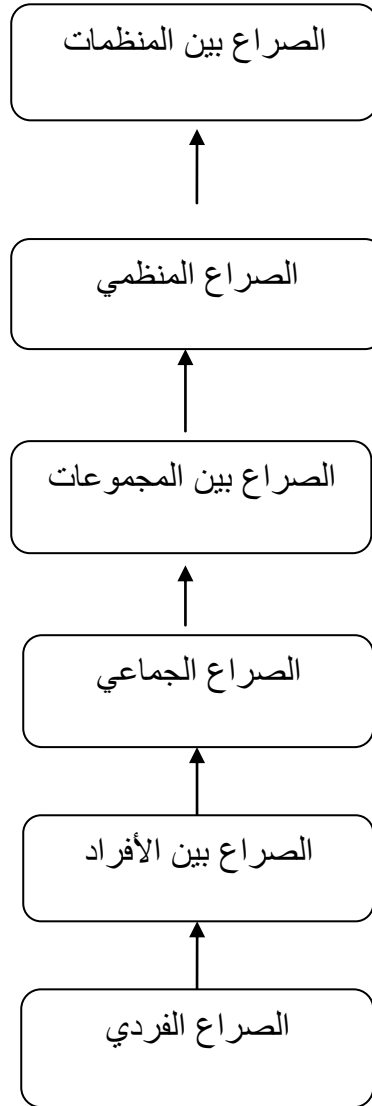 الصراع بين المنظمات
الصراع المنظمي
الصراع بين المجموعات
الصراع الجماعي
الصراع بين الأفراد
الصراع الفردي